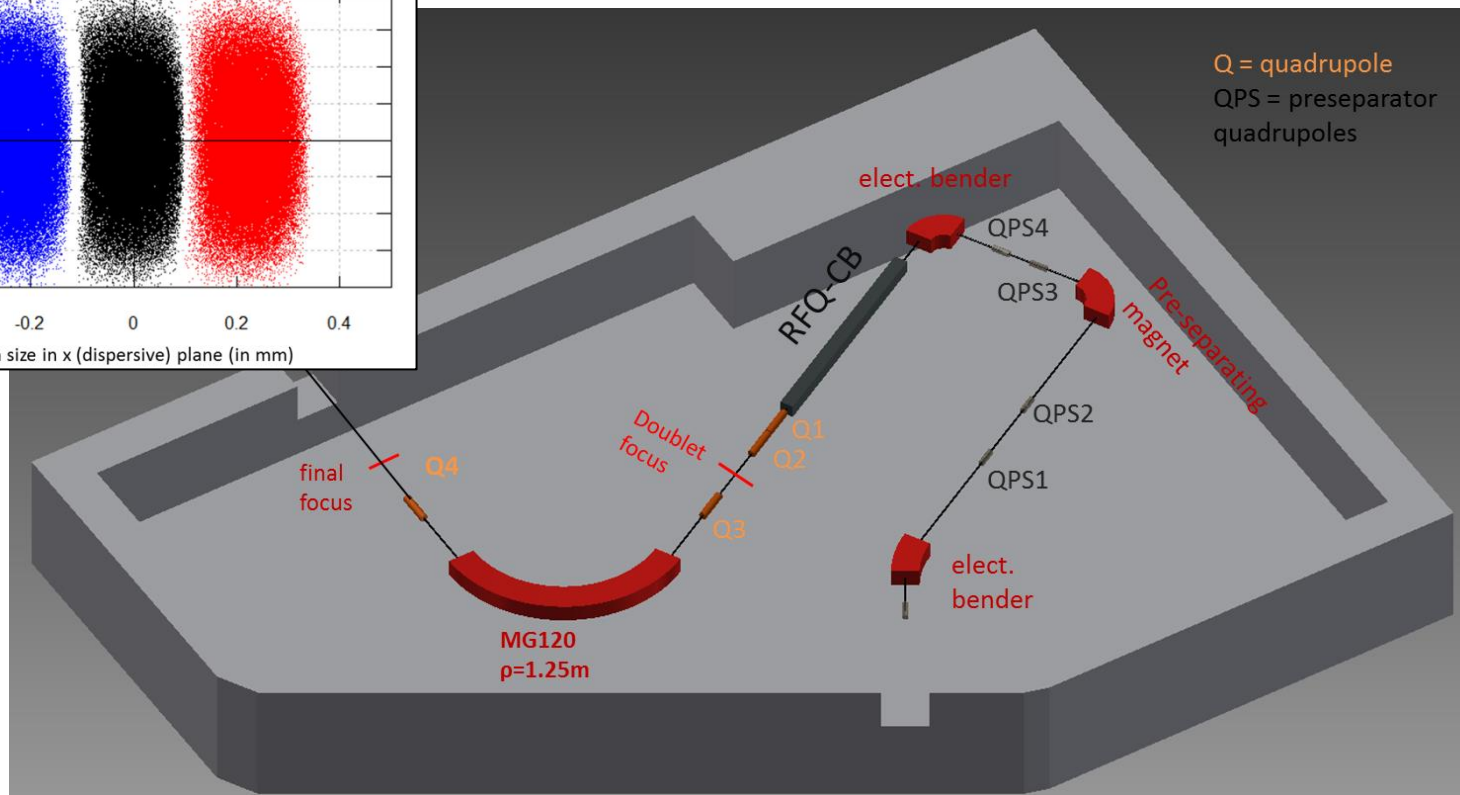 Q = quadrupole
QPS = preseparator
quadrupoles
elect. bender
QPS4
RFQ-CB
QPS3
Pre-separating
magnet
-0.2
0
0.2
0.4
size in x (dispersive) plane (in mm)
QPS2
Doublet
focus
Q1
Q2
Q4
final
focus
QPS1
Q3
elect.
bender
MG120
ρ=1.25m